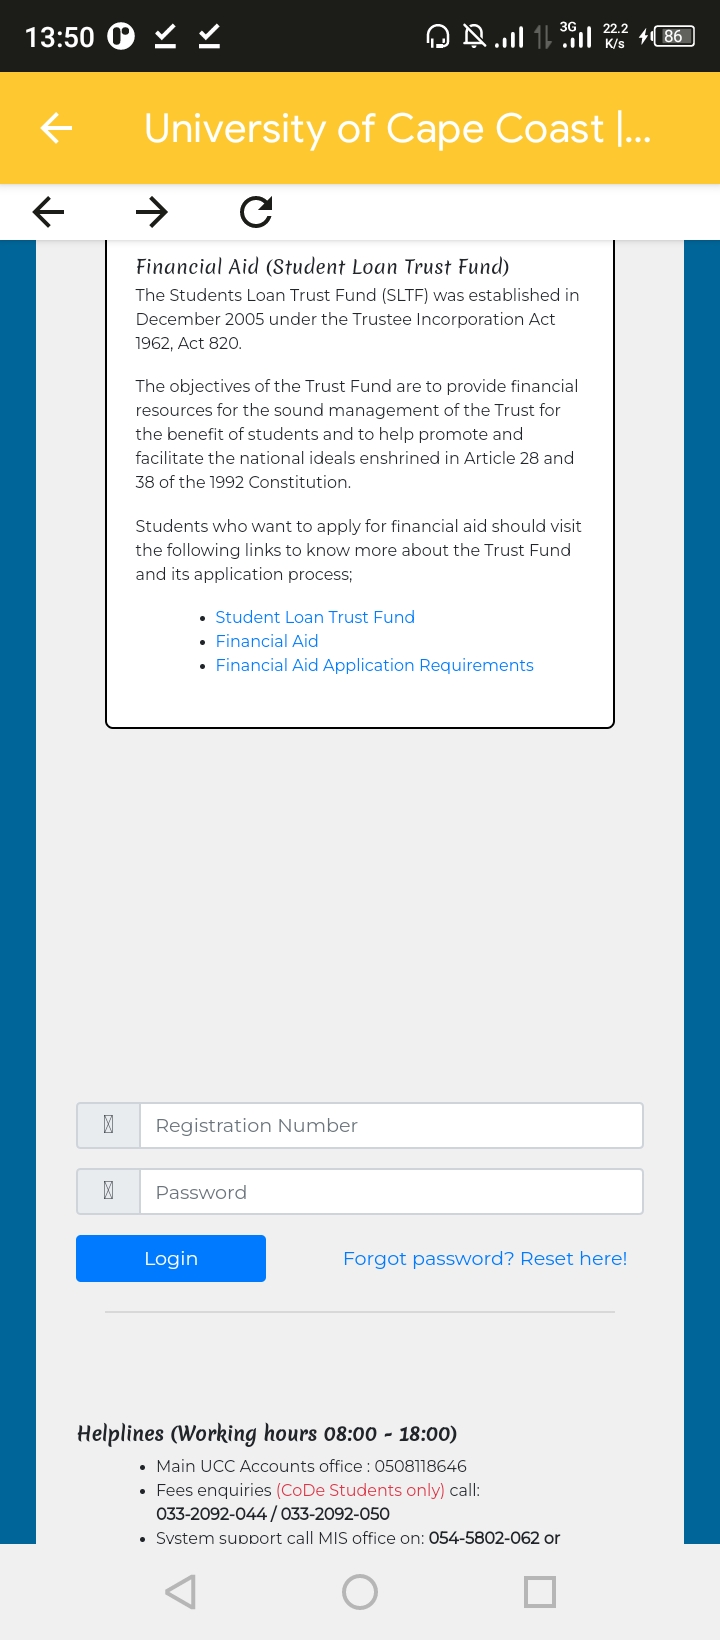 13:50
3G
22.2
K/s
86
University of Cape Coast |...
Financial Aid (Student Loan Trust Fund)
The Students Loan Trust Fund (SLTF) was established in
December 2005 under the Trustee Incorporation Act
1962, Act 820.
The objectives of the Trust Fund are to provide financial
resources for the sound management of the Trust for
the benefit of students and to help promote and
facilitate the national ideals enshrined in Article 28 and
38 of the 1992 Constitution.
Students who want to apply for financial aid should visit
the following links to know more about the Trust Fund
and its application process;
• Student Loan Trust Fund
• Financial Aid
• Financial Aid Application Requirements
Registration Number
Password
Login
Forgot password? Reset here!
Helplines (Working hours 08:00 - 18:00)
• Main UCC Accounts office : 0508118646
• Fees enquiries (CoDe Students only) call:
033-2092-044 / 033-2092-050
• System support call MIS office on: 054-5802-062 or